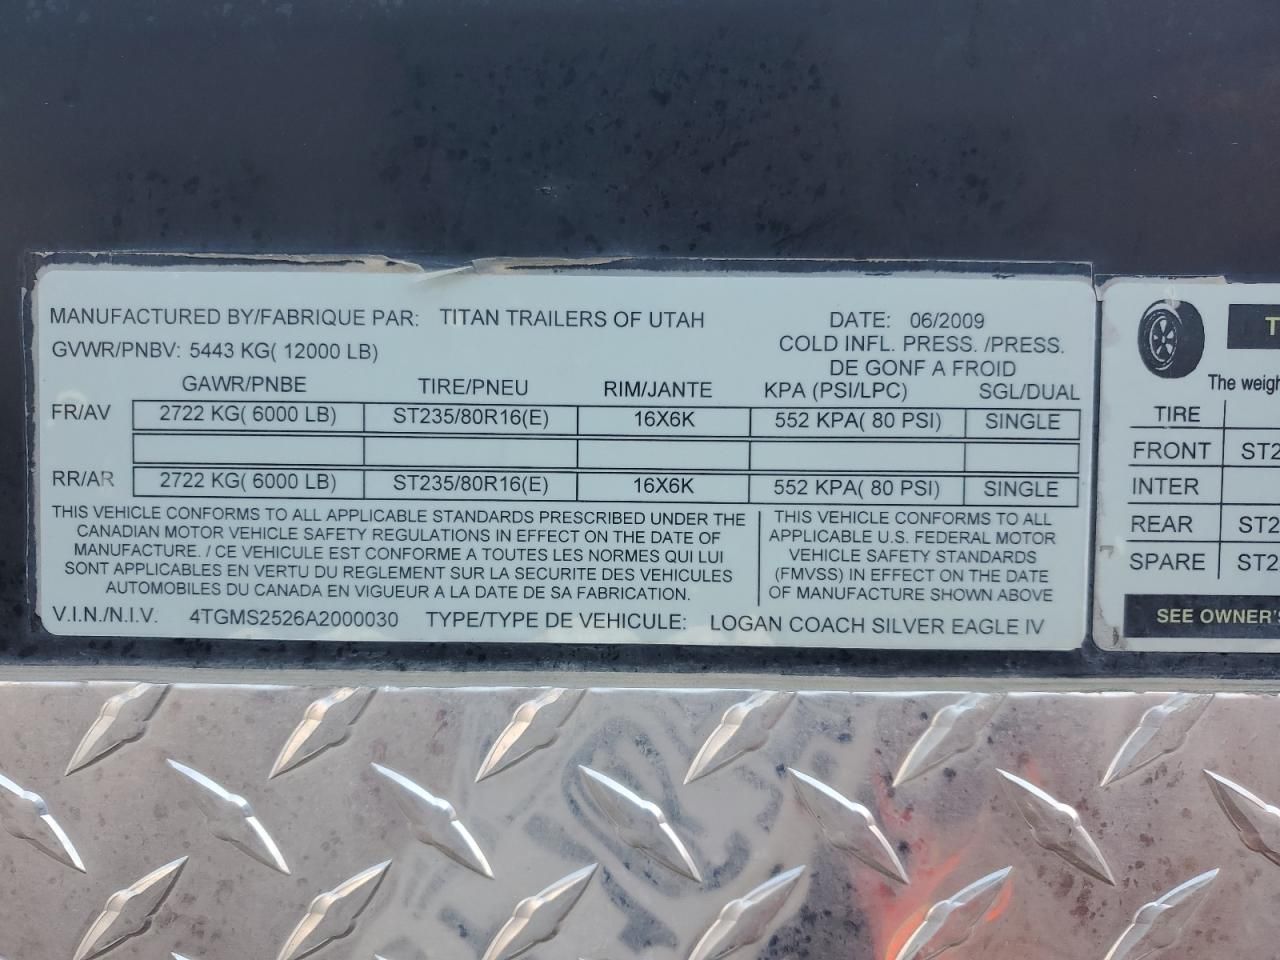 MANUFACTURED BY/FABRIQUE PAR: TITAN TRAILERS OF UTAH DATE: 06/2009
GVWR/PNBV: 5443 KG( 12000 LB) COLD INFL. PRESS. /PRESS.
DE GONF A FROID
GAWR/PNBE TIRE/PNEU RIM/JANTE KPA (PSI/LPC) SGL/DUAL
FR/AV 2722 KG( 6000 LB) ST235/80R16(E) 16X6K 552 KPA( 80 PSI) SINGLE
RR/AR 2722 KG( 6000 LB) ST235/80R16(E) 16X6K 552 KPA( 80 PSI) SINGLE
THIS VEHICLE CONFORMS TO ALL APPLICABLE STANDARDS PRESCRIBED UNDER THE
CANADIAN MOTOR VEHICLE SAFETY REGULATIONS IN EFFECT ON THE DATE OF
MANUFACTURE. / CE VEHICULE EST CONFORME A TOUTES LES NORMES QUI LUI
SONT APPLICABLES EN VERTU DU REGLEMENT SUR LA SECURITE DES VEHICULES
AUTOMOBILES DU CANADA EN VIGUEUR A LA DATE DE SA FABRICATION.
THIS VEHICLE CONFORMS TO ALL
APPLICABLE U.S. FEDERAL MOTOR
VEHICLE SAFETY STANDARDS
(FMVSS) IN EFFECT ON THE DATE
OF MANUFACTURE SHOWN ABOVE
V.I.N./N.I.V. 4TGMS2526A2000030 TYPE/TYPE DE VEHICULE: LOGAN COACH SILVER EAGLE IV
T
The weigh
TIRE
FRONT ST2
INTER
REAR ST2
SPARE ST2
SEE OWNER'S